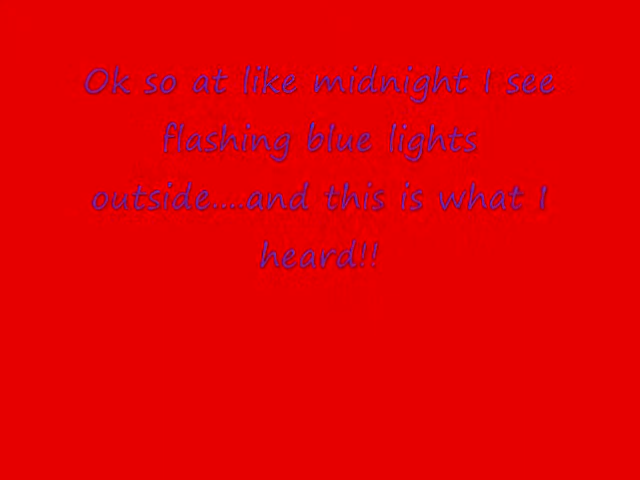 Ok so at like midnight I see
flashing blue lights
outside....and this is what I
heard!!